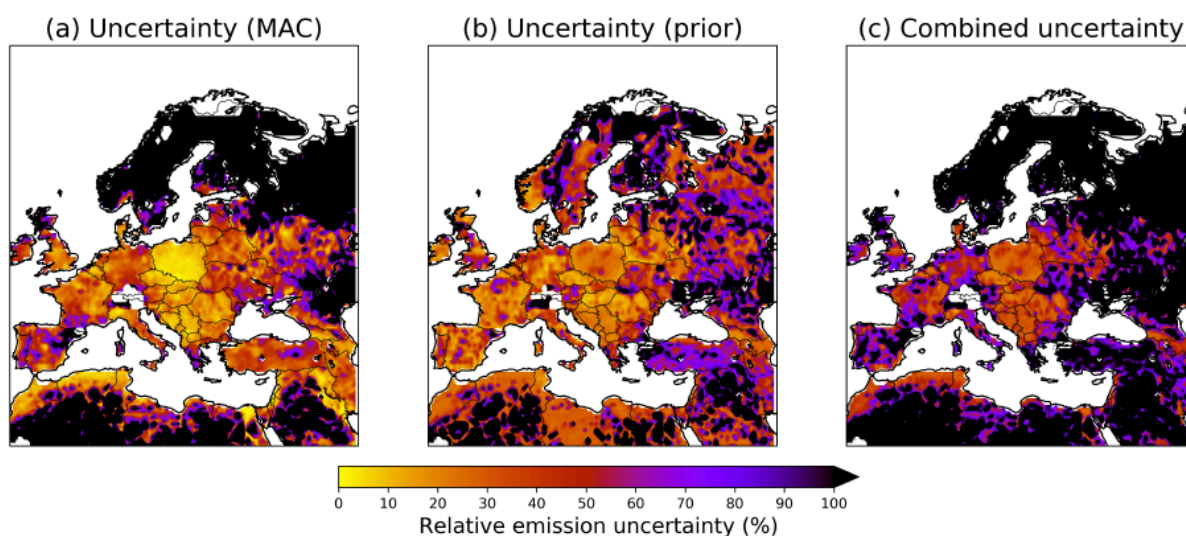 (a) Uncertainty (MAC)
(b) Uncertainty (prior)
(c) Combined uncertainty
0 10 20 30 40 50 60 70 80 90 100
Relative emission uncertainty (%)